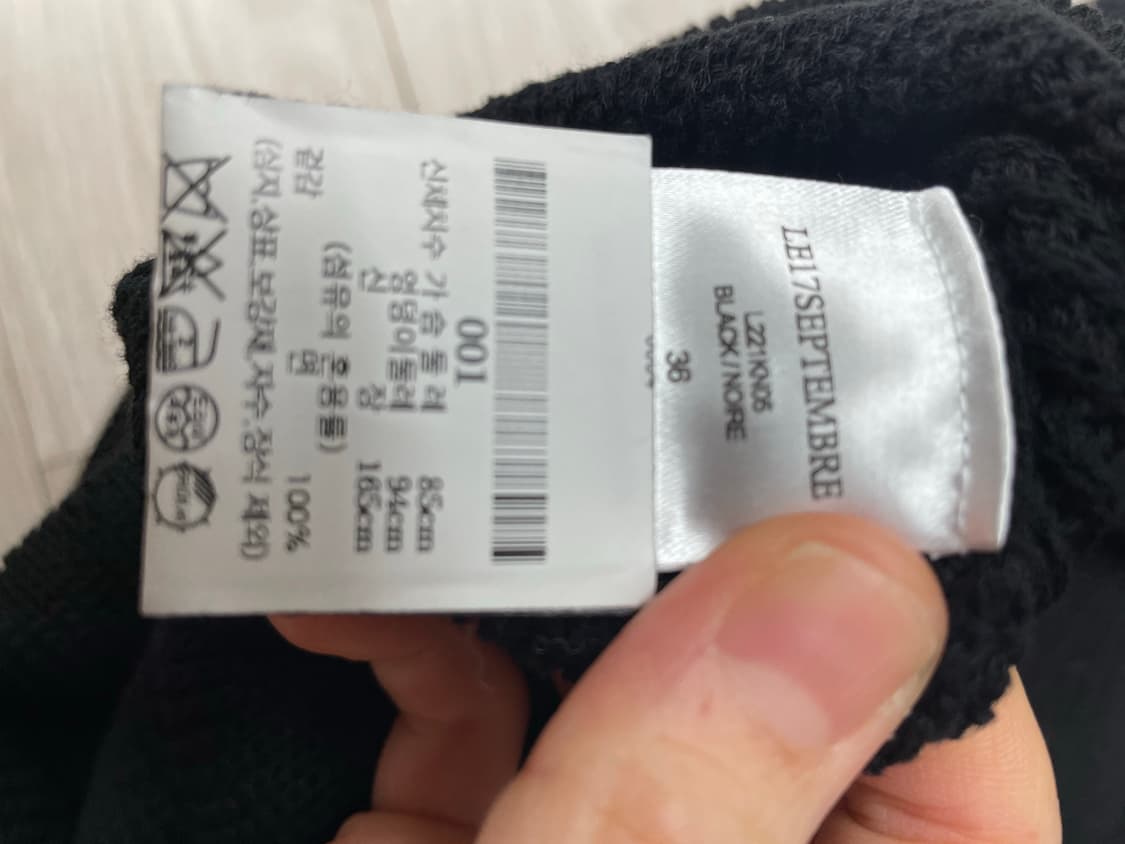 LE17SEPTEMBRE
L221KN06
BLACK / NOIRE
36
001
신체치수 가 슴 둘 레 85cm
엉덩이둘레 94cm
신 장 165cm
(섬유의 혼용률)
겉감 면 100%
(심지.상표.보강재.자수.장식 제외)